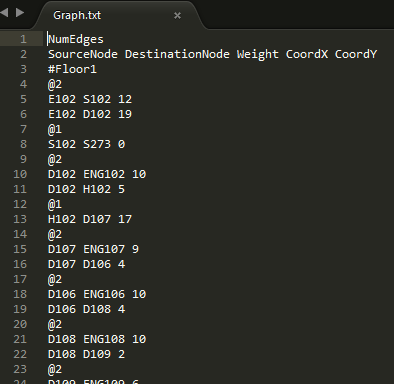 Graph.txt ×
1 NumEdges
2 SourceNode DestinationNode Weight CoordX CoordY
3 #Floor1
4 @2
5 E102 S102 12
6 E102 D102 19
7 @1
8 S102 S273 0
9 @2
10 D102 ENG102 10
11 D102 H102 5
12 @1
13 H102 D107 17
14 @2
15 D107 ENG107 9
16 D107 D106 4
17 @2
18 D106 ENG106 10
19 D106 D108 4
20 @2
21 D108 ENG108 10
22 D108 D109 2
23 @2
24 D109 ENG109 6